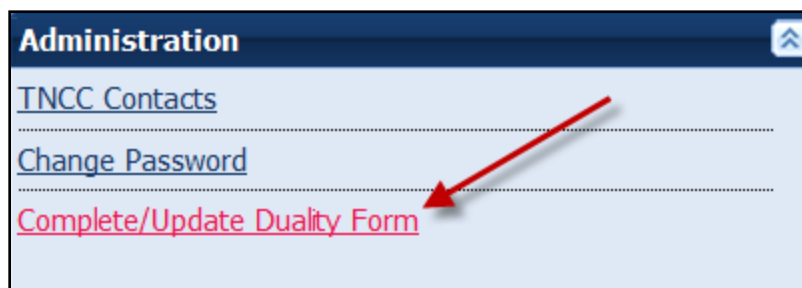 Administration
TNCC Contacts
Change Password
Complete/Update Duality Form